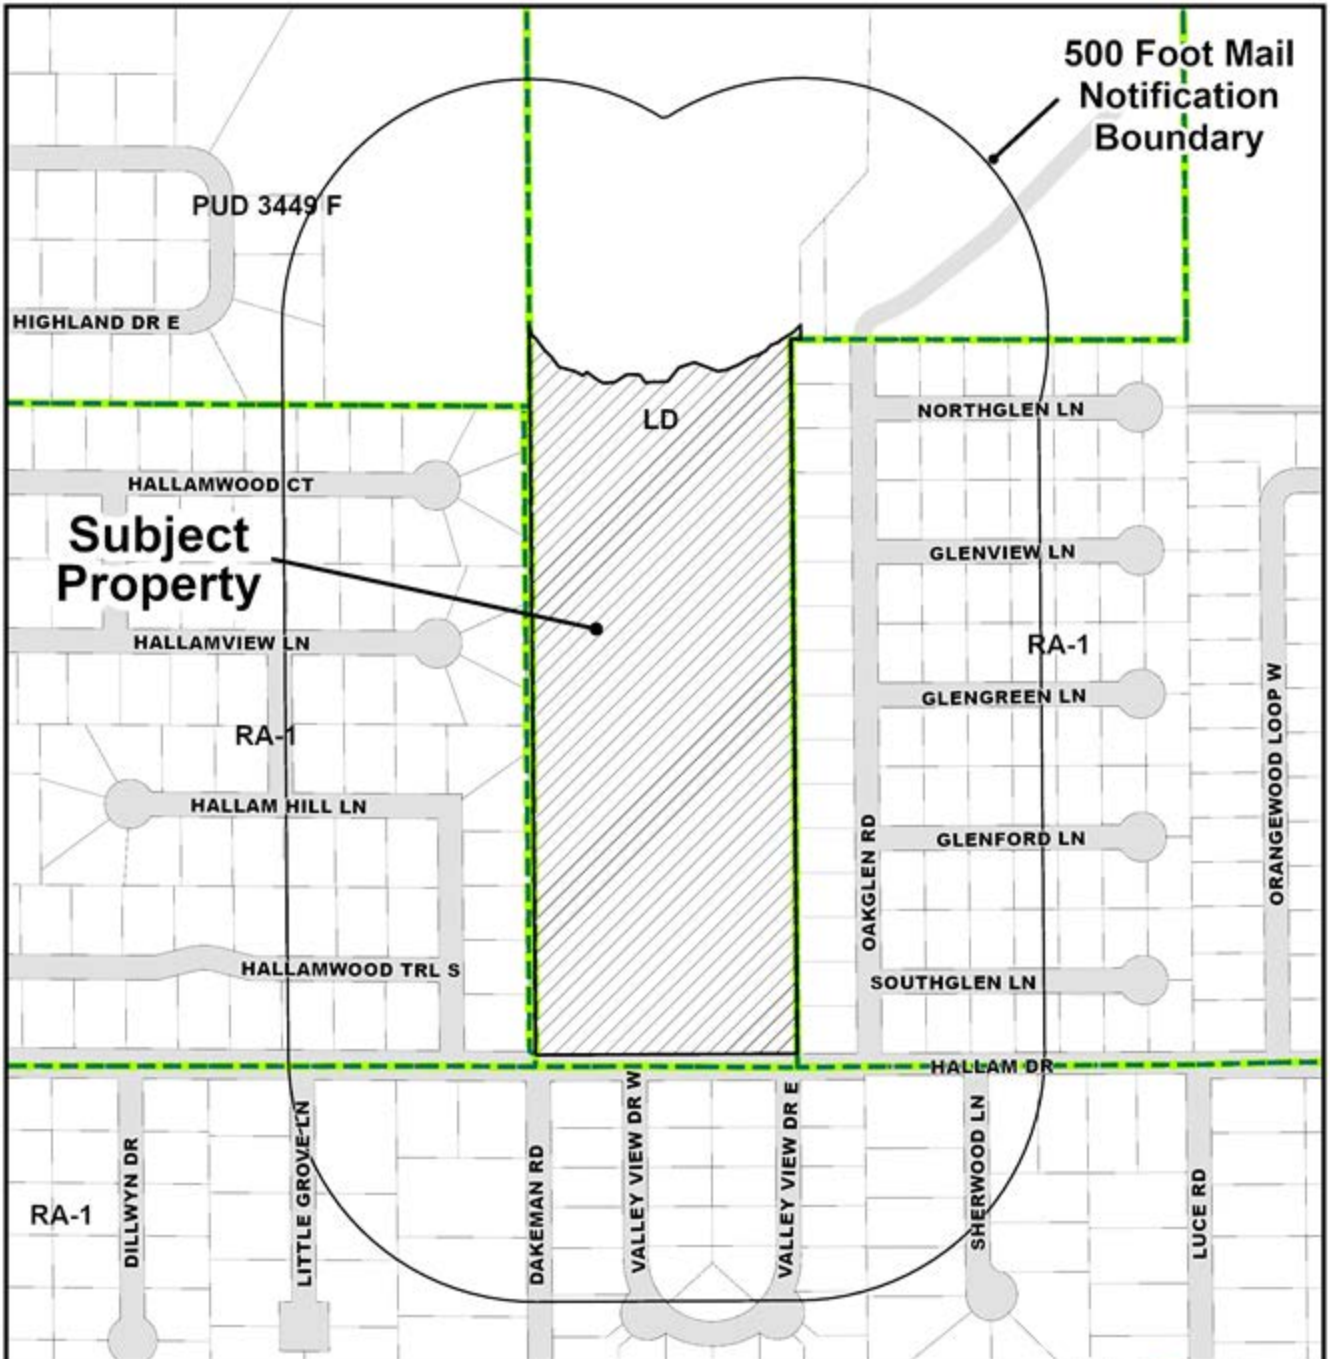 500 Foot Mail
Notification
Boundary
PUD 3449 F
HIGHLAND DR E
LD
NORTHGLEN LN
HALLAMWOOD CT
Subject
Property
GLENVIEW LN
HALLAMVIEW LN
RA-1
GLENGREEN LN
RA-1
ORANGEWOOD LOOP W
HALLAM HILL LN
GLENFORD LN
OAKGLEN RD
HALLAMWOOD TRL S
SOUTHGLEN LN
HALLAM DR
DILLWYN DR
LITTLE GROVE LN
DAKEMAN RD
VALLEY VIEW DR W
VALLEY VIEW DR E
SHERWOOD LN
LUCE RD
RA-1